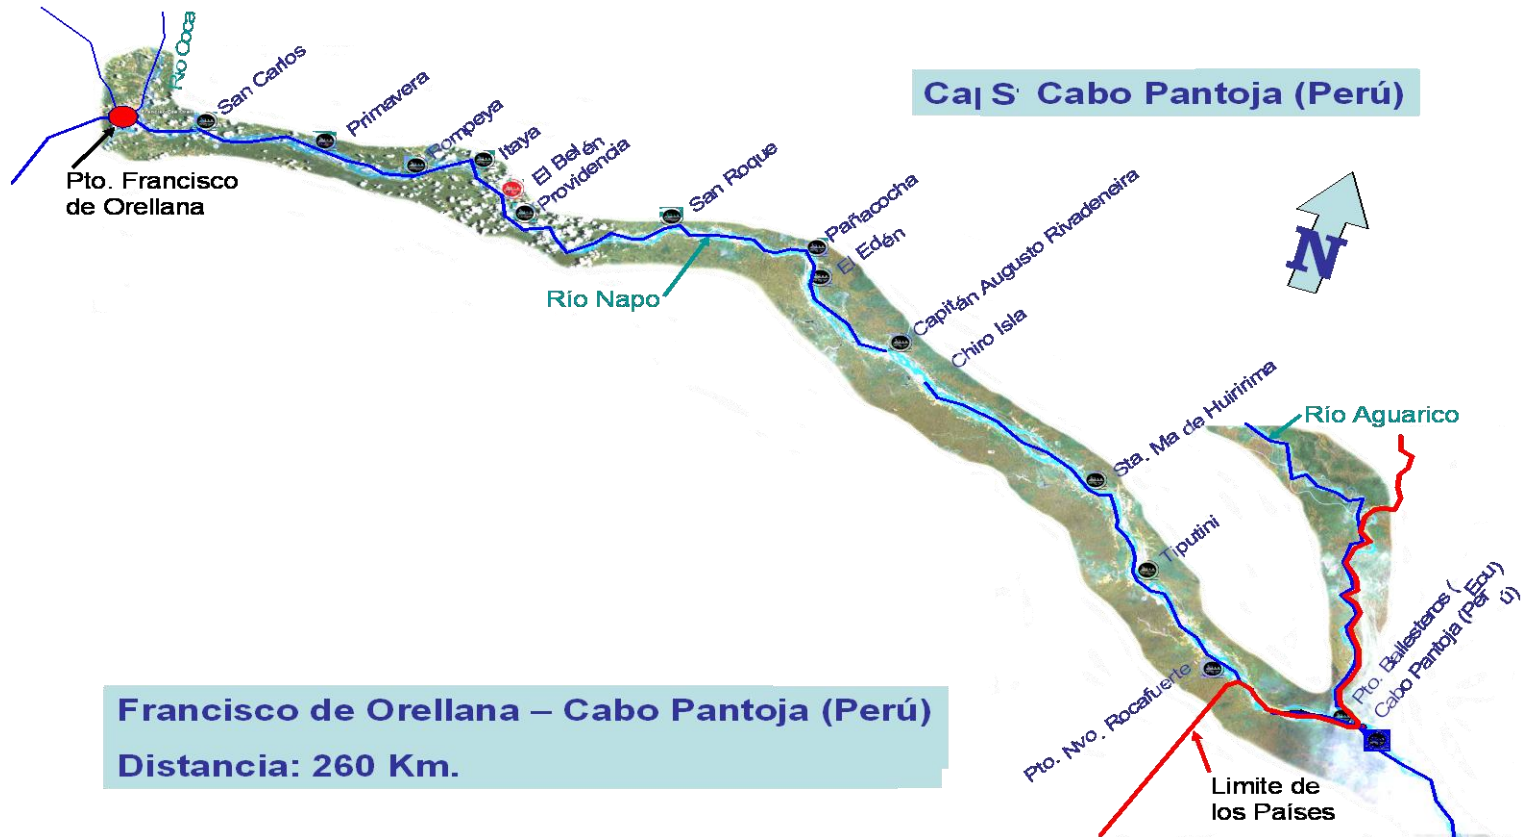 Río Coca
San Carlos
Primavera
Pompeya
Itaya
El Belén
Providencia
San Roque
Pañacocha
El Edén
Capitán Augusto Rivadeneira
Chiro Isla
Cabo Pantoja (Perú)
Pto. Francisco
de Orellana
N
Río Napo
Sta. Ma de Huiririma
Río Aguarico
Tiputini
Pto. Ballesteros (Ecu)
Cabo Pantoja (Perú)
Pto. Nvo. Rocafuerte
Francisco de Orellana – Cabo Pantoja (Perú)
Distancia: 260 Km.
Limite de
los Países